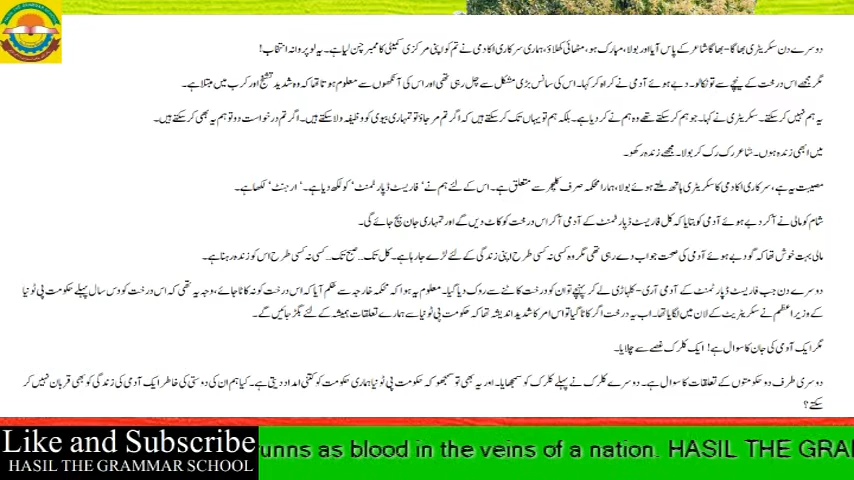 دوسرے دن سکریٹری بھاگا-بھاگا شاعر کے پاس آیا اور بولا، مبارک ہو، مٹھائی کھلاؤ، ہماری سرکاری اکادمی نے تم کو اپنی مرکزی کمیٹی کا ممبر چن لیا ہے۔ یہ لو پروانہ انتخاب!
مگر مجھے اس درخت کے نیچے سے تو نکالو۔ دبے ہوئے آدمی نے کراہ کر کہا۔ اس کی سانس بڑی مشکل سے چل رہی تھی اور اس کی آنکھوں سے معلوم ہوتا تھا کہ وہ شدید تشنج اور کرب میں مبتلا ہے۔
یہ ہم نہیں کر سکتے۔ سکریٹری نے کہا۔ جو ہم کر سکتے تھے وہ ہم نے کر دیا ہے۔ بلکہ ہم تو یہاں تک کر سکتے ہیں کہ اگر تم مر جاؤ تو تمہاری بیوی کو وظیفہ دلا سکتے ہیں۔ اگر تم درخواست دو تو ہم یہ بھی کر سکتے ہیں۔
میں ابھی زندہ ہوں۔ شاعر رک رک کر بولا۔ مجھے زندہ رکھو۔
مصیبت یہ ہے، سرکاری اکادمی کا سکریٹری ہاتھ ملتے ہوئے بولا، ہمارا محکمہ صرف کلچر سے متعلق ہے۔ اس کے لئے ہم نے ‘فاریسٹ ڈپارٹمنٹ’ کو لکھ دیا ہے۔ ‘ارجنٹ’ لکھا ہے۔
شام کو مالی نے آ کر دبے ہوئے آدمی کو بتایا کہ کل فاریسٹ ڈپارٹمنٹ کے آدمی آ کر اس درخت کو کاٹ دیں گے اور تمہاری جان بچ جائے گی۔
مالی بہت خوش تھا کہ گو دبے ہوئے آدمی کی صحت جواب دے رہی تھی مگر وہ کسی نہ کسی طرح اپنی زندگی کے لئے لڑے جا رہا ہے۔ کل تک۔۔ صبح تک۔۔ کسی نہ کسی طرح اس کو زندہ رہنا ہے۔
دوسرے دن جب فاریسٹ ڈپارٹمنٹ کے آدمی آری-کلہاڑی لے کر پہنچے تو ان کو درخت کاٹنے سے روک دیا گیا۔ معلوم یہ ہوا کہ محکمہ خارجہ سے حکم آیا کہ اس درخت کو نہ کاٹا جائے، وجہ یہ تھی کہ اس درخت کو دس سال پہلے حکومت پی ٹونیا
کے وزیر اعظم نے سکریٹریٹ کے لان میں لگایا تھا۔ اب یہ درخت اگر کاٹا گیا تو اس امر کا شدید اندیشہ تھا کہ حکومت پی ٹونیا سے ہمارے تعلقات ہمیشہ کے لئے بگڑ جائیں گے۔
مگر ایک آدمی کی جان کا سوال ہے! ایک کلرک غصے سے چلایا۔
دوسری طرف دو حکومتوں کے تعلقات کا سوال ہے۔ دوسرے کلرک نے پہلے کلرک کو سمجھایا۔ اور یہ بھی تو سمجھو کہ حکومت پی ٹونیا ہماری حکومت کو کتنی امداد دیتی ہے۔ کیا ہم ان کی دوستی کی خاطر ایک آدمی کی زندگی کو بھی قربان نہیں کر
سکتے؟
Like and Subscribe
HASIL THE GRAMMAR SCHOOL
runns as blood in the veins of a nation. HASIL THE GRA